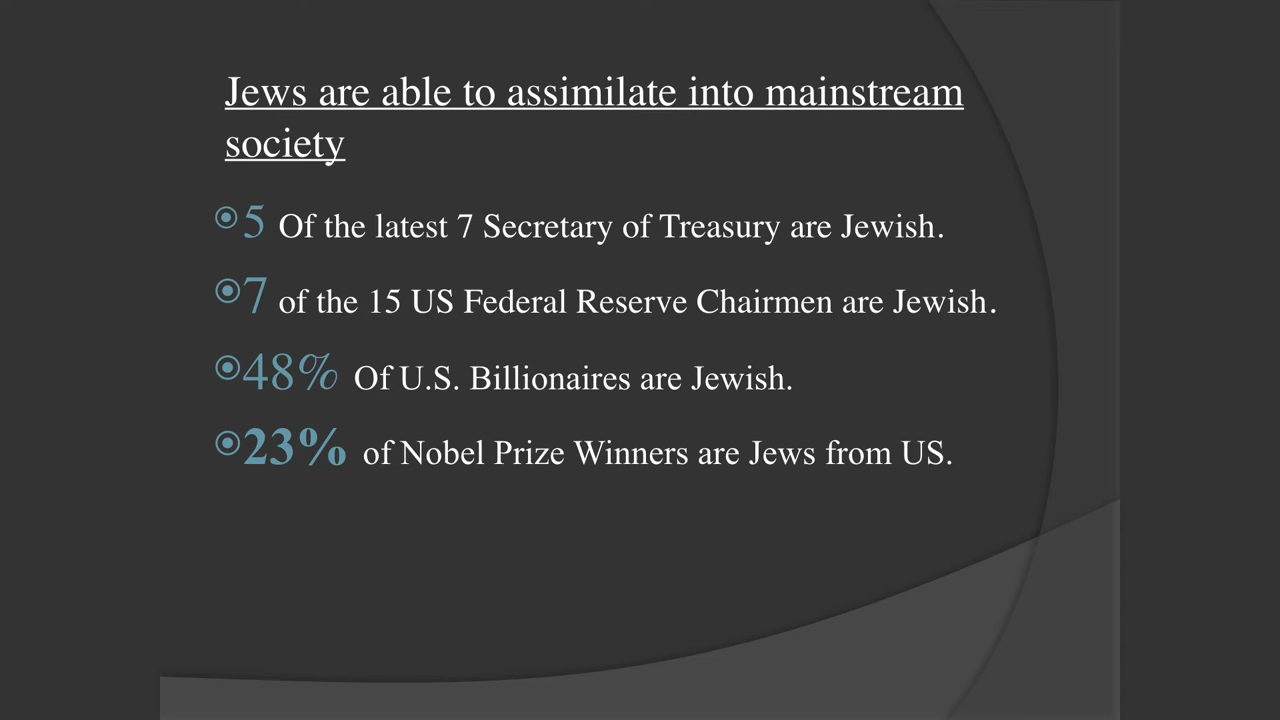 Jews are able to assimilate into mainstream
society
5 Of the latest 7 Secretary of Treasury are Jewish.
7 of the 15 US Federal Reserve Chairmen are Jewish.
48% Of U.S. Billionaires are Jewish.
23% of Nobel Prize Winners are Jews from US.